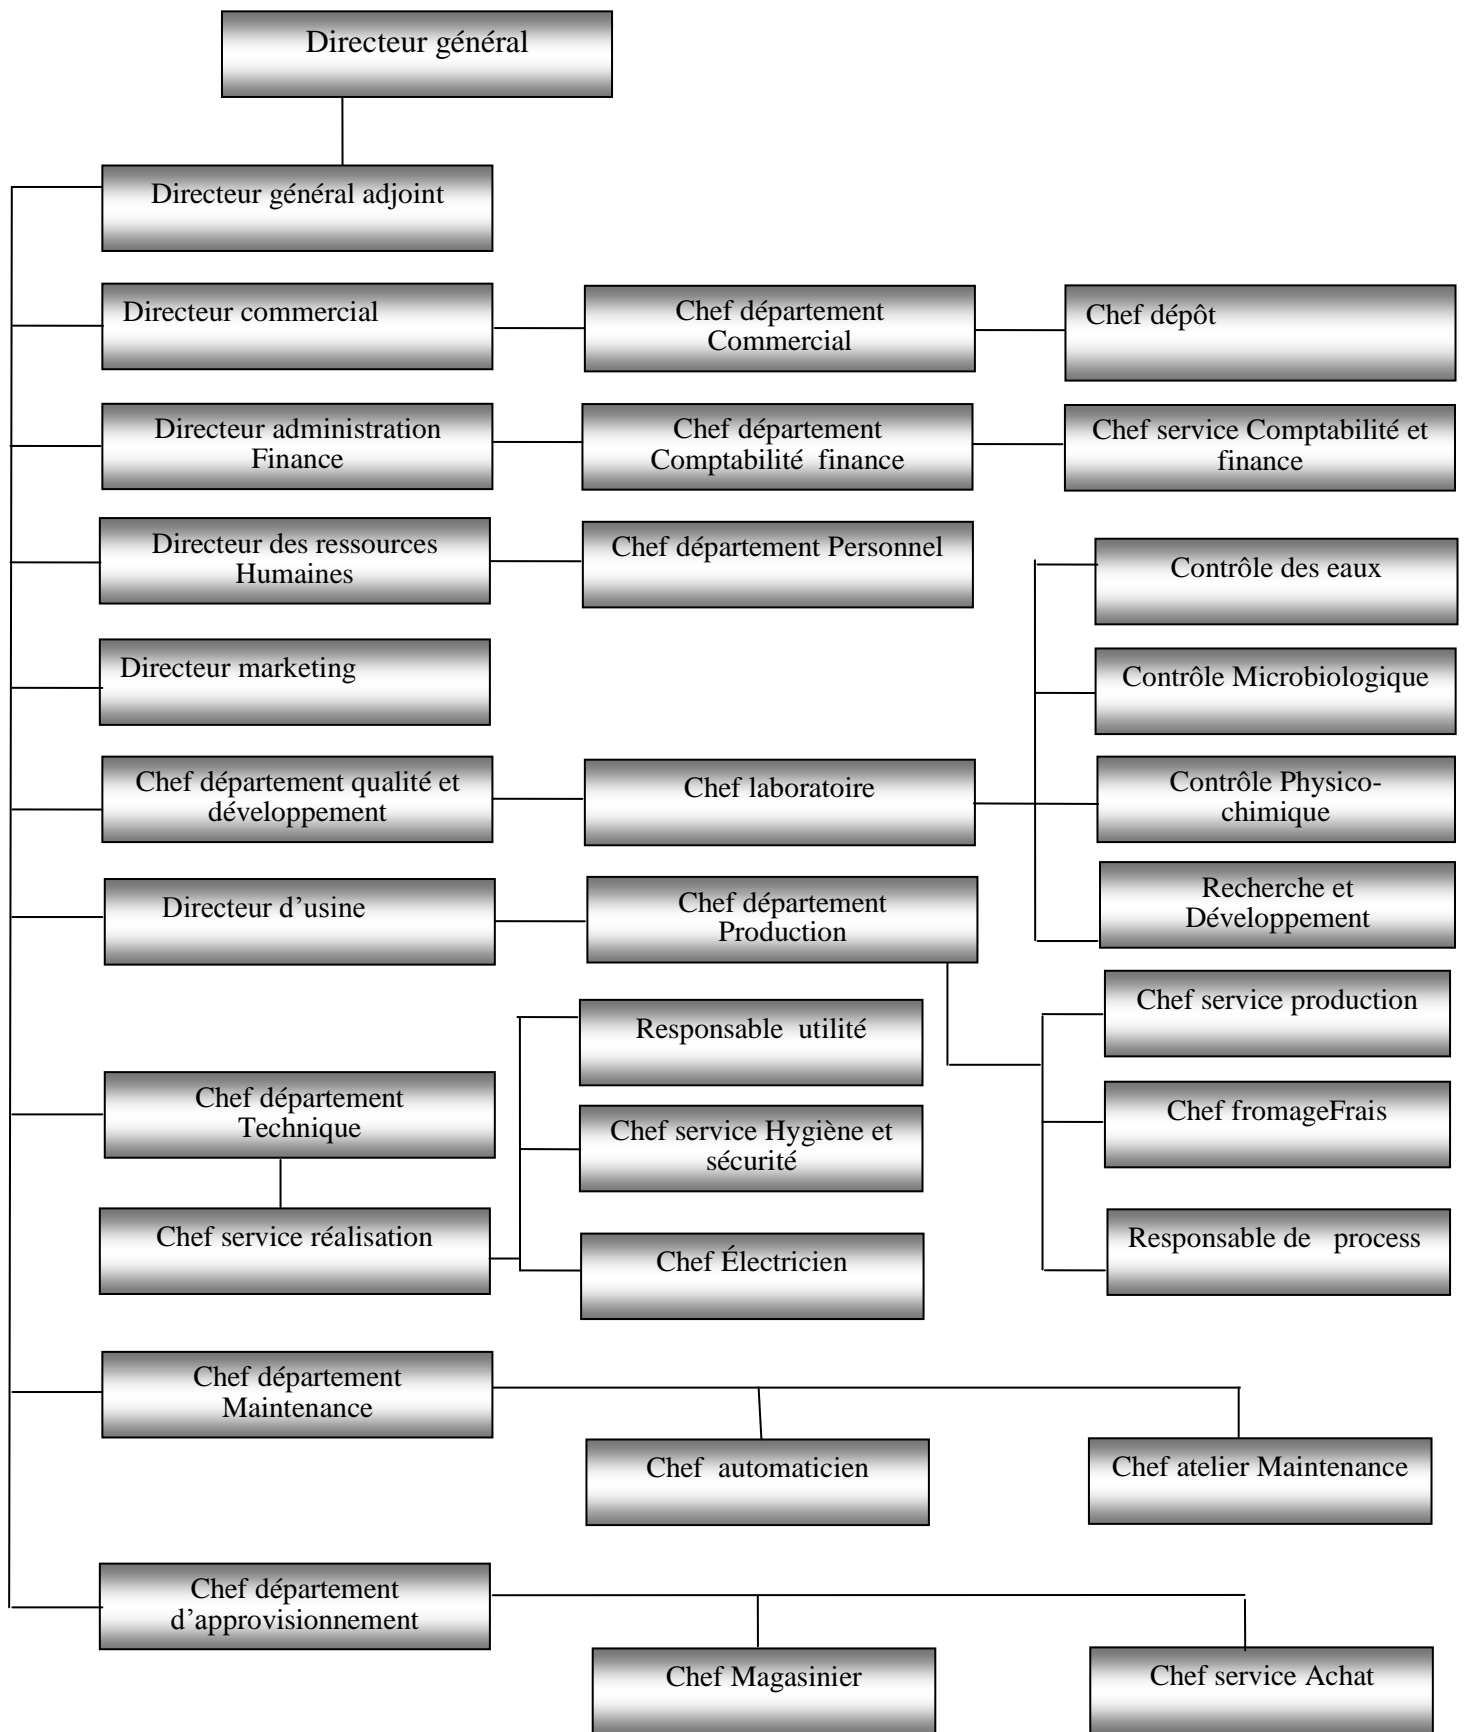 Directeur général
Directeur général adjoint
Directeur commercial
Chef département
Commercial
Chef dépôt
Directeur administration
Finance
Chef département
Comptabilité finance
Chef service Comptabilité et
finance
Directeur des ressources
Humaines
Chef département Personnel
Contrôle des eaux
Directeur marketing
Contrôle Microbiologique
Chef département qualité et
développement
Chef laboratoire
Contrôle Physico-
chimique
Recherche et
Développement
Directeur d’usine
Chef département
Production
Chef service production
Chef fromageFrais
Responsable de process
Chef département
Technique
Chef service réalisation
Responsable utilité
Chef service Hygiène et
sécurité
Chef Électricien
Chef département
Maintenance
Chef automaticien
Chef atelier Maintenance
Chef département
d’approvisionnement
Chef Magasinier
Chef service Achat